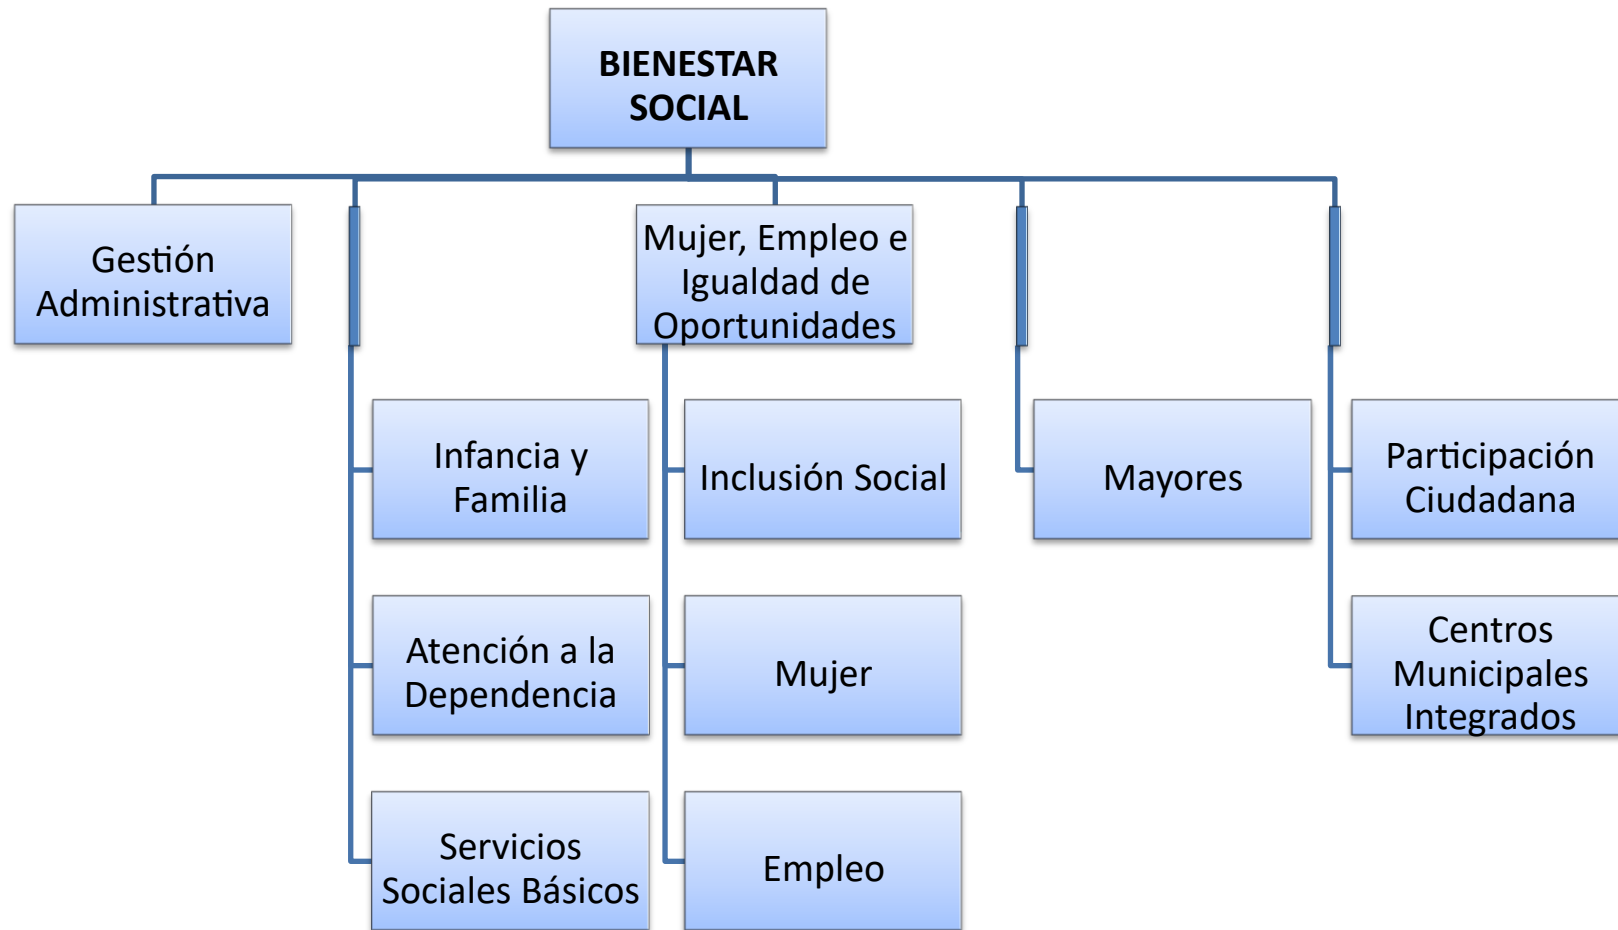 BIENESTAR
SOCIAL
Gestión
Administrativa
Mujer, Empleo e
Igualdad de
Oportunidades
Infancia y
Familia
Inclusión Social
Mayores
Participación
Ciudadana
Atención a la
Dependencia
Mujer
Centros
Municipales
Integrados
Servicios
Sociales Básicos
Empleo